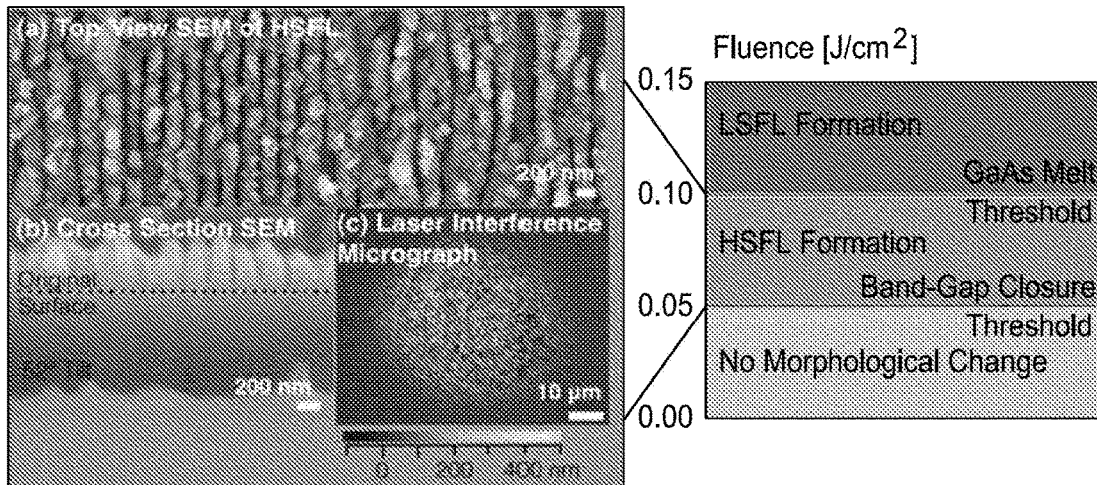 (a) Top View SEM of HSFL
200 nm
(b) Cross Section SEM
Original
Surface
200 nm
(c) Laser Interference
Micrograph
10 µm
0 200 400 nm
Fluence [J/cm²]
0.15
LSFL Formation
GaAs Melt
0.10
Threshold
HSFL Formation
Band-Gap Closure
0.05
Threshold
No Morphological Change
0.00